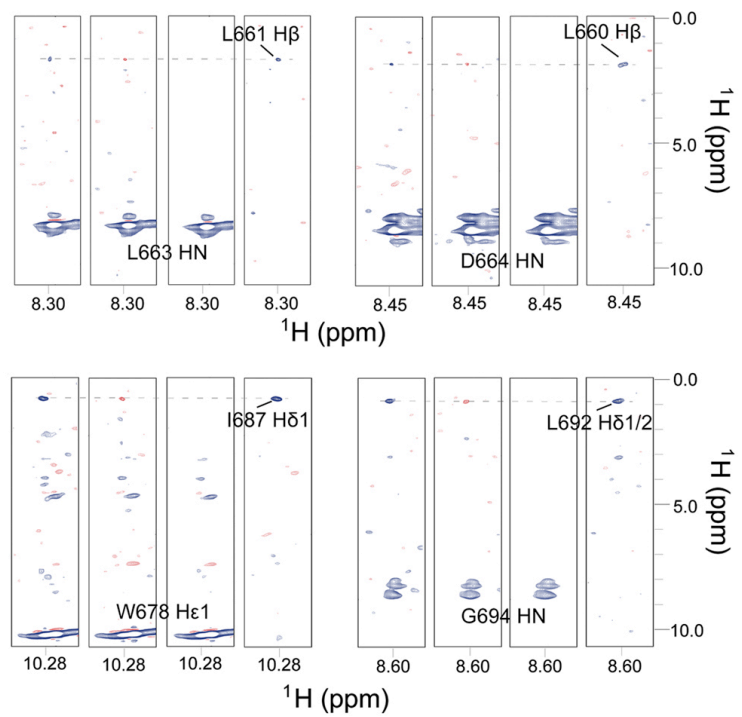 L661 Hβ
L660 Hβ
0.0
5.0
10.0
¹H (ppm)
L663 HN
D664 HN
8.30 8.30 8.30 8.30
8.45 8.45 8.45 8.45
¹H (ppm)
I687 Hδ1
L692 Hδ1/2
0.0
5.0
10.0
¹H (ppm)
W678 Hε1
G694 HN
10.28 10.28 10.28 10.28
8.60 8.60 8.60 8.60
¹H (ppm)